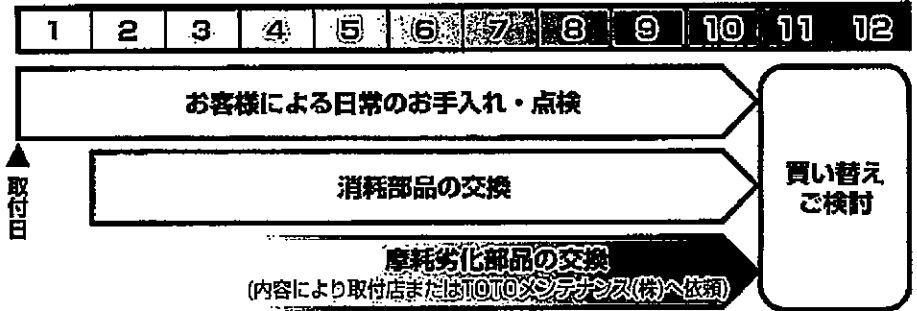 1 2 3 4 5 6 7 8 9 10 11 12
お客様による日常のお手入れ・点検
取付日
消耗部品の交換
買い替え
ご検討
摩耗劣化部品の交換
(内容により取付店またはTOTOメンテナンス(株)へ依頼)